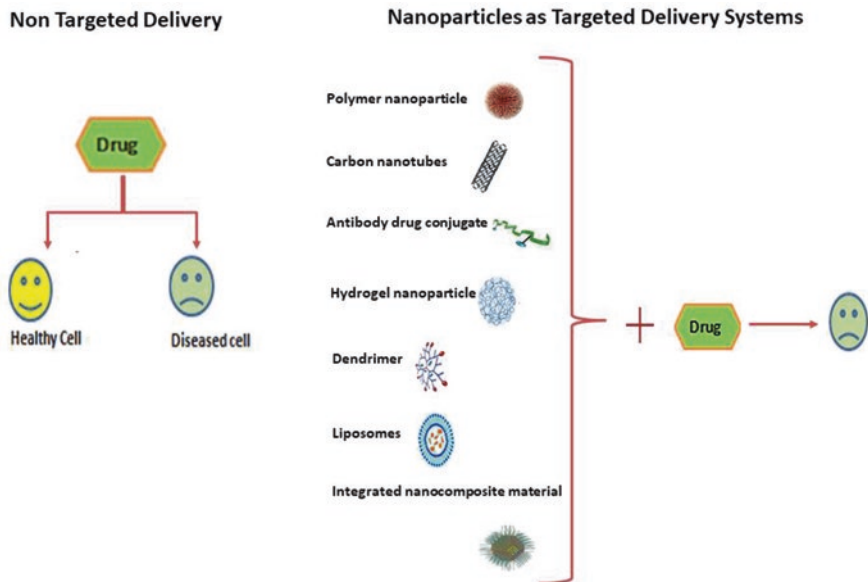 Non Targeted Delivery
Drug
Healthy Cell
Diseased cell
Nanoparticles as Targeted Delivery Systems
Polymer nanoparticle
Carbon nanotubes
Antibody drug conjugate
Hydrogel nanoparticle
Dendrimer
Liposomes
Integrated nanocomposite material
+
Drug